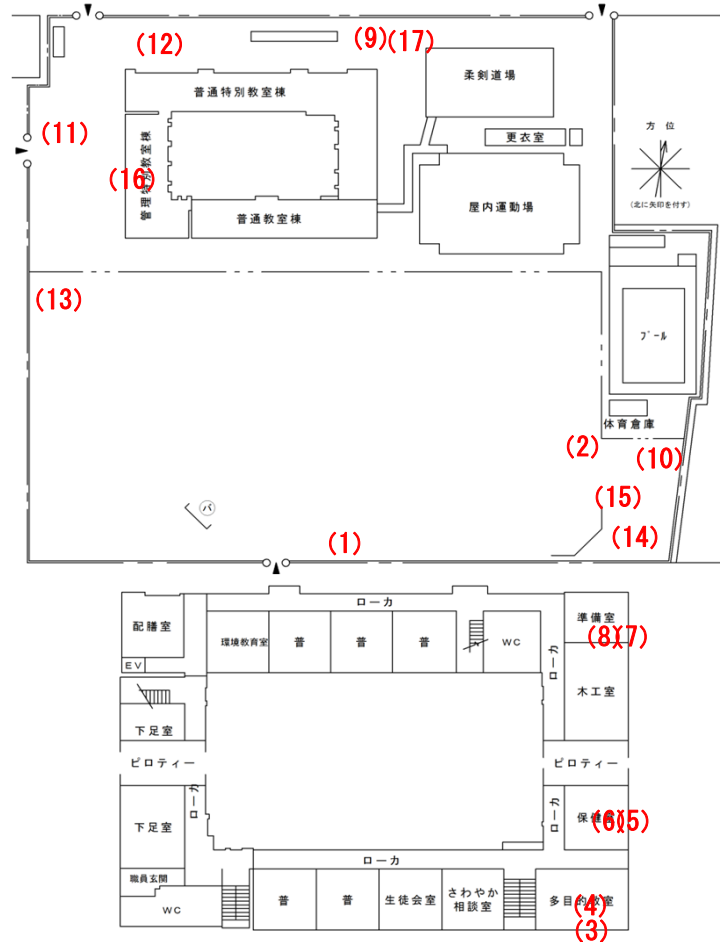 (12)
(9)(17)
柔剣道場
普通特別教室棟
(11)
更衣室
方位
(北に矢印を付す)
管理特別教室棟
(16)
屋内運動場
普通教室棟
(13)
プール
体育倉庫
(2)
(10)
(15)
バ
(14)
(1)
ローカ
配膳室
準備室
(8)(7)
環境教育室
普
普
普
WC
ローカ
EV
木工室
下足室
ピロティー
ピロティー
ローカ
ローカ
下足室
保健室
(6)(5)
ローカ
職員玄関
WC
普
普
生徒会室
さわやか
相談室
多目的教室
(4)
(3)